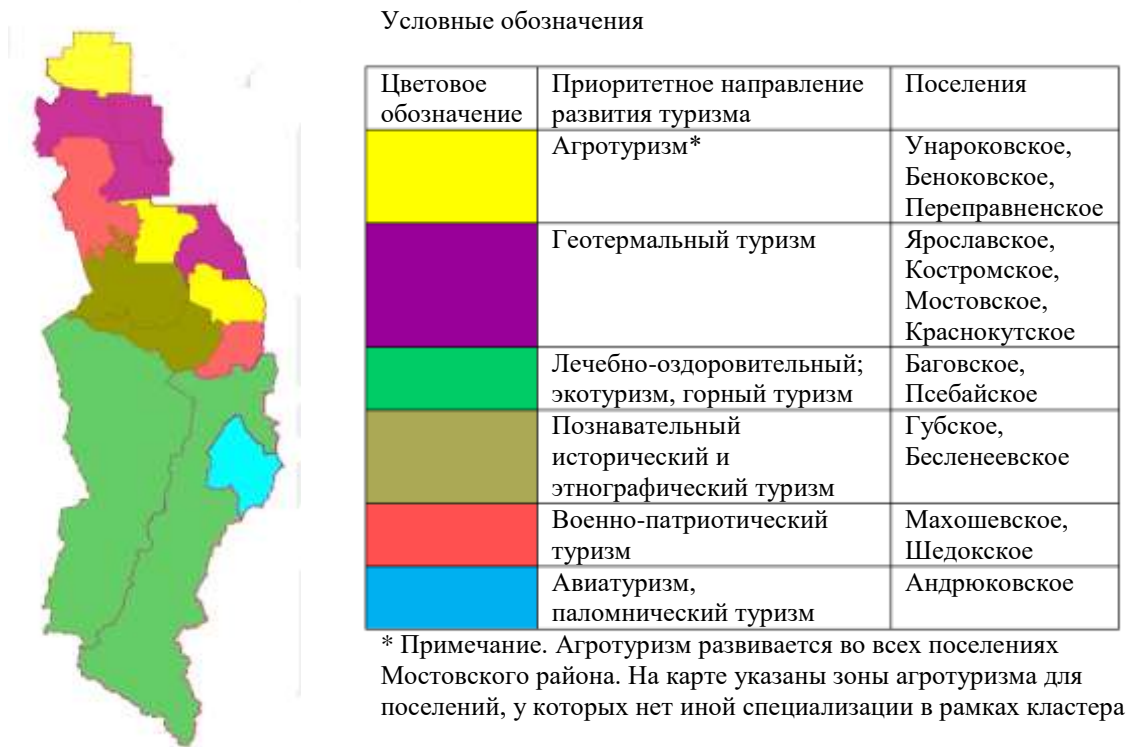 Условные обозначения
Цветовое обозначение
Приоритетное направление развития туризма
Поселения
Агротуризм*
Унароковское,
Беноковское,
Переправненское
Геотермальный туризм
Ярославское,
Костромское,
Мостовское,
Краснокутское
Лечебно-оздоровительный;
экотуризм, горный туризм
Баговское,
Псебайское
Познавательный
исторический и
этнографический туризм
Губское,
Бесленеевское
Военно-патриотический
туризм
Махошевское,
Шедокское
Авиатуризм,
паломнический туризм
Андрюковское
* Примечание. Агротуризм развивается во всех поселениях
Мостовского района. На карте указаны зоны агротуризма для
поселений, у которых нет иной специализации в рамках кластера